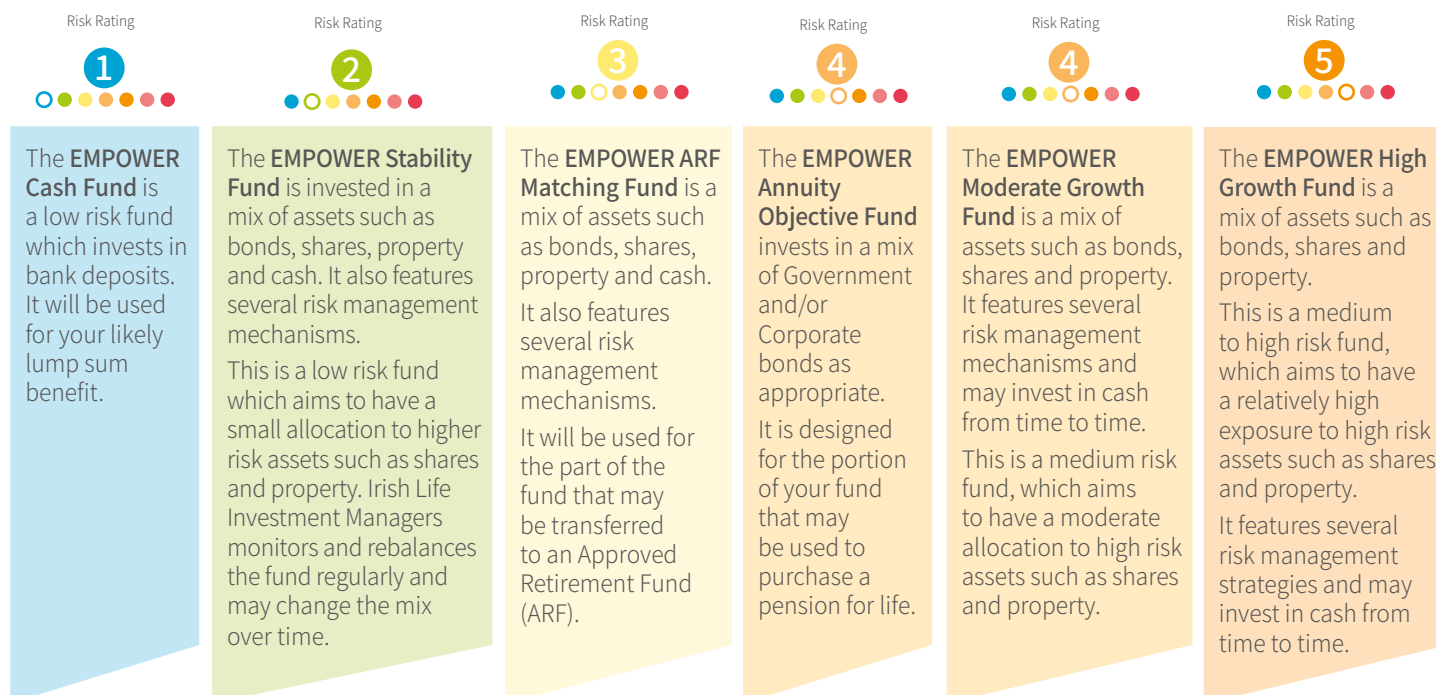 Risk Rating
1
The EMPOWER
Cash Fund is
a low risk fund
which invests in
bank deposits.
It will be used
for your likely
lump sum
benefit.
Risk Rating
2
The EMPOWER Stability
Fund is invested in a
mix of assets such as
bonds, shares, property
and cash. It also features
several risk management
mechanisms.
This is a low risk fund
which aims to have a
small allocation to higher
risk assets such as shares
and property. Irish Life
Investment Managers
monitors and rebalances
the fund regularly and
may change the mix
over time.
Risk Rating
3
The EMPOWER ARF
Matching Fund is a
mix of assets such
as bonds, shares,
property and cash.
It also features
several risk
management
mechanisms.
It will be used for
the part of the
fund that may
be transferred
to an Approved
Retirement Fund
(ARF).
Risk Rating
4
The EMPOWER
Annuity
Objective Fund
invests in a mix
of Government
and/or
Corporate
bonds as
appropriate.
It is designed
for the portion
of your fund
that may
be used to
purchase a
pension for life.
Risk Rating
4
The EMPOWER
Moderate Growth
Fund is a mix of
assets such as bonds,
shares and property.
It features several
risk management
mechanisms and
may invest in cash
from time to time.
This is a medium risk
fund, which aims
to have a moderate
allocation to high risk
assets such as shares
and property.
Risk Rating
5
The EMPOWER High
Growth Fund is a
mix of assets such as
bonds, shares and
property.
This is a medium
to high risk fund,
which aims to have
a relatively high
exposure to high risk
assets such as shares
and property.
It features several
risk management
strategies and may
invest in cash from
time to time.